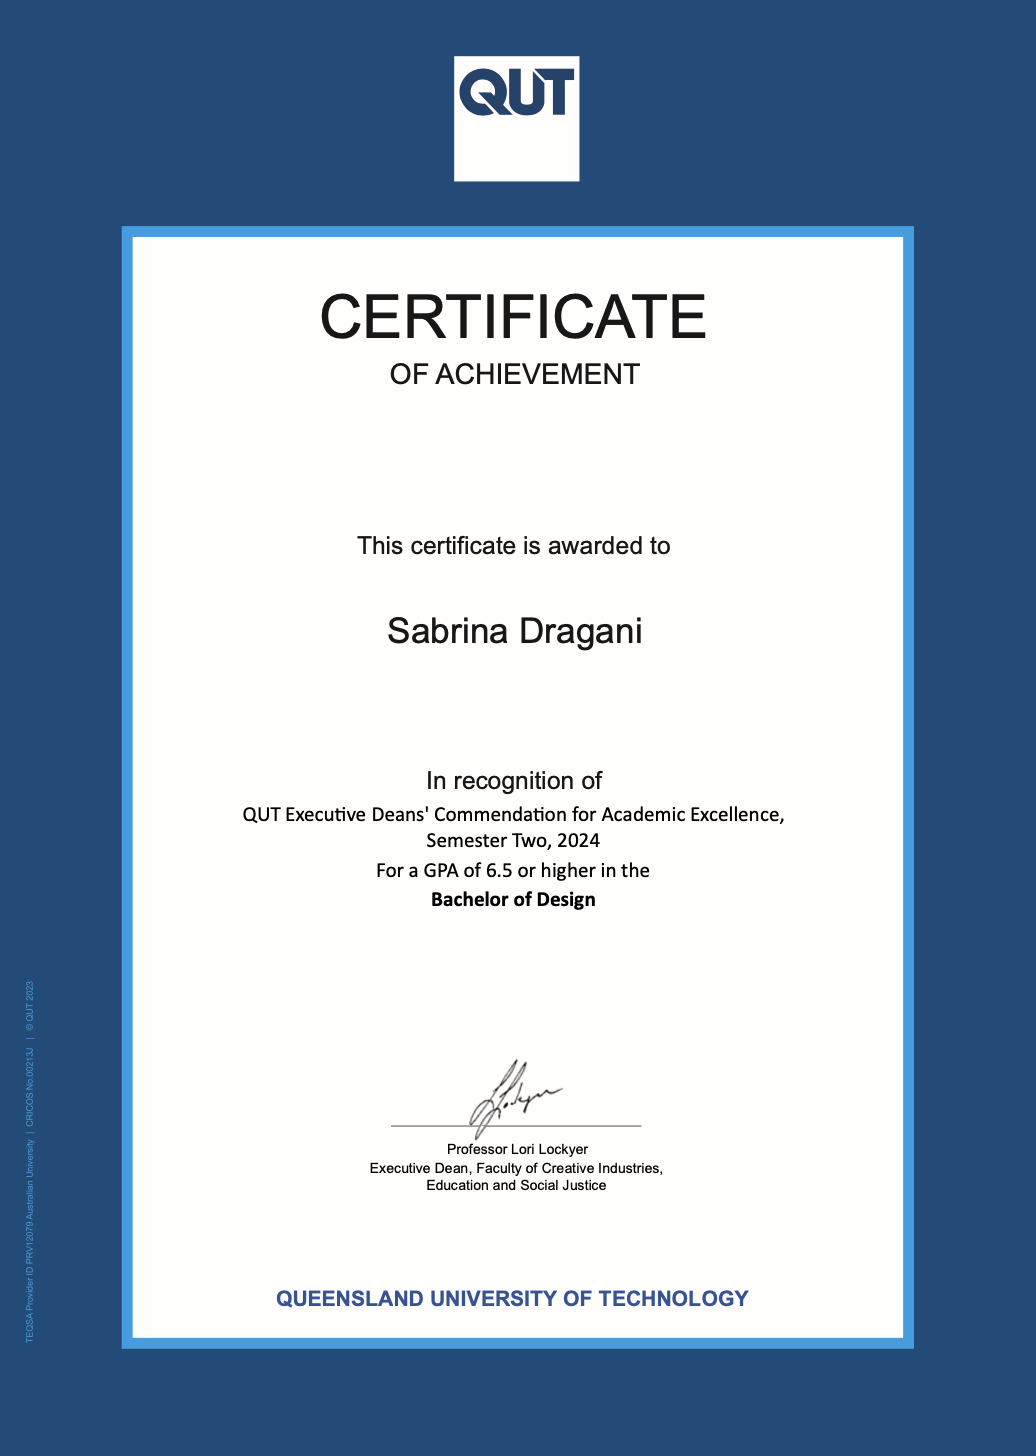 QUT
CERTIFICATE
OF ACHIEVEMENT
This certificate is awarded to
Sabrina Dragani
In recognition of
QUT Executive Deans' Commendation for Academic Excellence,
Semester Two, 2024
For a GPA of 6.5 or higher in the
Bachelor of Design
L Lockyer
Professor Lori Lockyer
Executive Dean, Faculty of Creative Industries,
Education and Social Justice
QUEENSLAND UNIVERSITY OF TECHNOLOGY
TEQSA Provider ID PRV12079 Australian University | CRICOS No.00213J | © QUT 2023